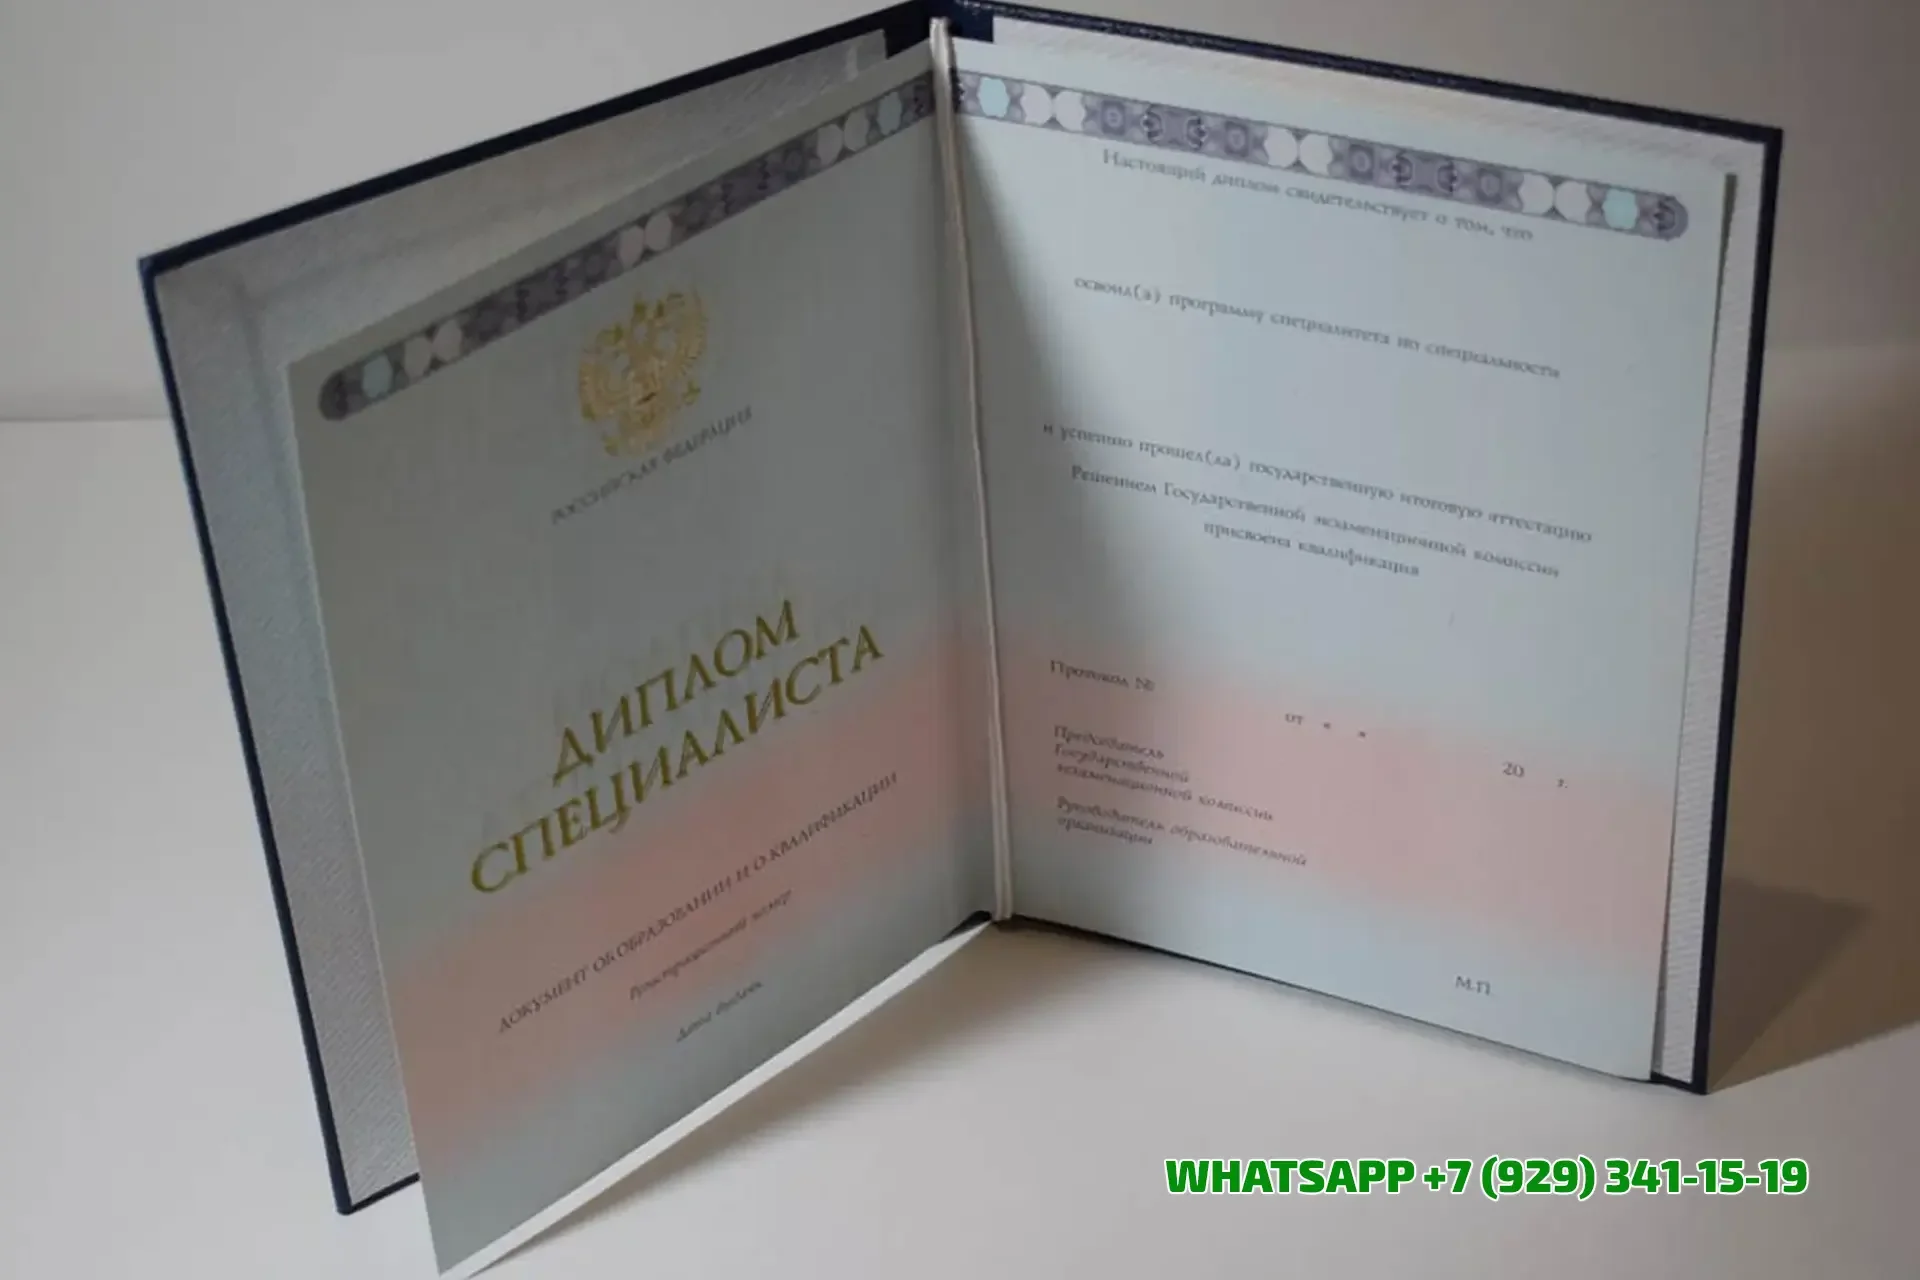 РОССИЙСКАЯ ФЕДЕРАЦИЯ
ДИПЛОМ
СПЕЦИАЛИСТА
ДОКУМЕНТ ОБ ОБРАЗОВАНИИ И О КВАЛИФИКАЦИИ
Регистрационный номер
Дата выдачи
Настоящий диплом свидетельствует о том, что
освоил(а) программу специалитета по специальности
и успешно прошел(ла) государственную итоговую аттестацию
Решением Государственной экзаменационной комиссии
присвоена квалификация
Протокол №
от « »
20 г.
Председатель
Государственной
экзаменационной комиссии
Руководитель образовательной
организации
М.П.
WHATSAPP +7 (929) 341-15-19